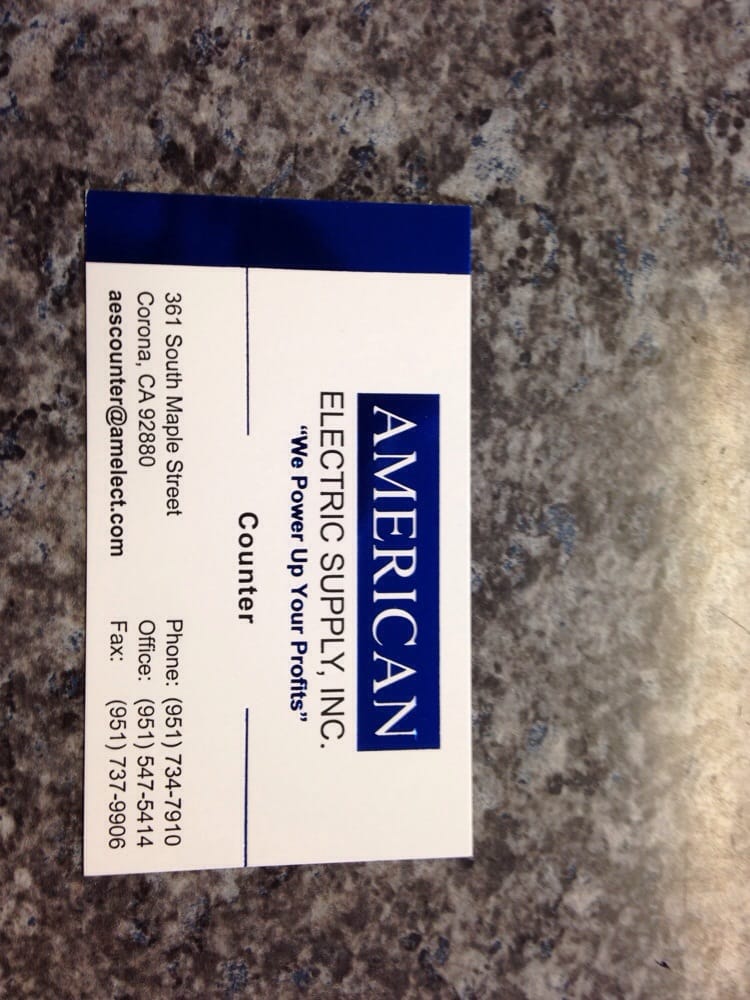 AMERICAN
ELECTRIC SUPPLY, INC.
“We Power Up Your Profits”
Counter
361 South Maple Street
Corona, CA 92880
aescounter@amelect.com
Phone: (951) 734-7910
Office: (951) 547-5414
Fax: (951) 737-9906